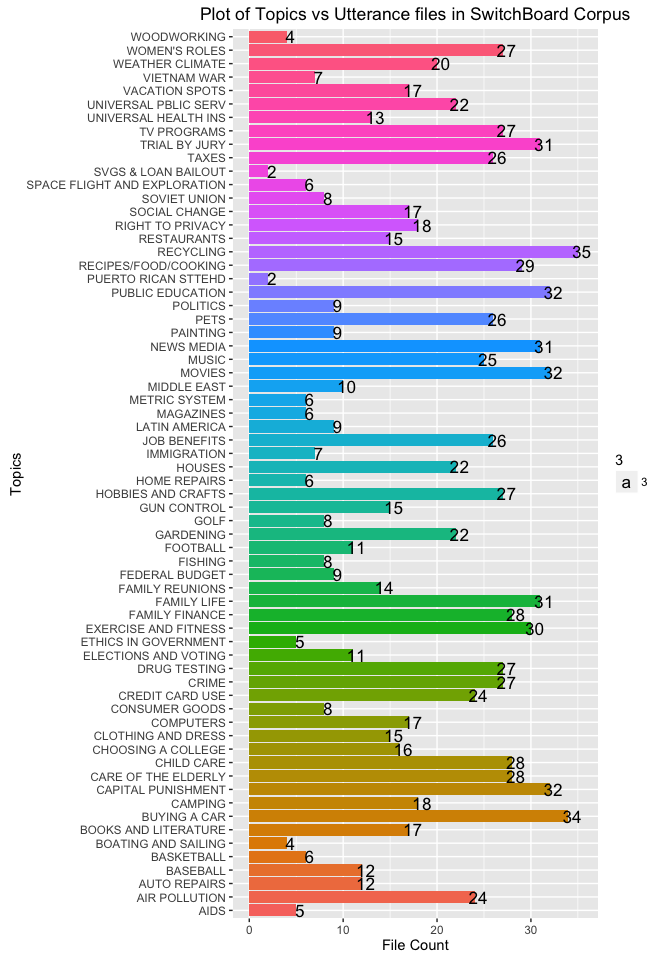 Plot of Topics vs Utterance files in SwitchBoard Corpus
WOODWORKING 4
WOMEN'S ROLES 27
WEATHER CLIMATE 20
VIETNAM WAR 7
VACATION SPOTS 17
UNIVERSAL PBLIC SERV 22
UNIVERSAL HEALTH INS 13
TV PROGRAMS 27
TRIAL BY JURY 31
TAXES 26
SVGS & LOAN BAILOUT 2
SPACE FLIGHT AND EXPLORATION 6
SOVIET UNION 8
SOCIAL CHANGE 17
RIGHT TO PRIVACY 18
RESTAURANTS 15
RECYCLING 35
RECIPES/FOOD/COOKING 29
PUERTO RICAN STTEHD 2
PUBLIC EDUCATION 32
POLITICS 9
PETS 26
PAINTING 9
NEWS MEDIA 31
MUSIC 25
MOVIES 32
MIDDLE EAST 10
METRIC SYSTEM 6
MAGAZINES 6
LATIN AMERICA 9
JOB BENEFITS 26
IMMIGRATION 7
HOUSES 22
HOME REPAIRS 6
HOBBIES AND CRAFTS 27
GUN CONTROL 15
GOLF 8
GARDENING 22
FOOTBALL 11
FISHING 8
FEDERAL BUDGET 9
FAMILY REUNIONS 14
FAMILY LIFE 31
FAMILY FINANCE 28
EXERCISE AND FITNESS 30
ETHICS IN GOVERNMENT 5
ELECTIONS AND VOTING 11
DRUG TESTING 27
CRIME 27
CREDIT CARD USE 24
CONSUMER GOODS 8
COMPUTERS 17
CLOTHING AND DRESS 15
CHOOSING A COLLEGE 16
CHILD CARE 28
CARE OF THE ELDERLY 28
CAPITAL PUNISHMENT 32
CAMPING 18
BUYING A CAR 34
BOOKS AND LITERATURE 17
BOATING AND SAILING 4
BASKETBALL 6
BASEBALL 12
AUTO REPAIRS 12
AIR POLLUTION 24
AIDS 5
0 10 20 30
File Count
Topics
3
a 3